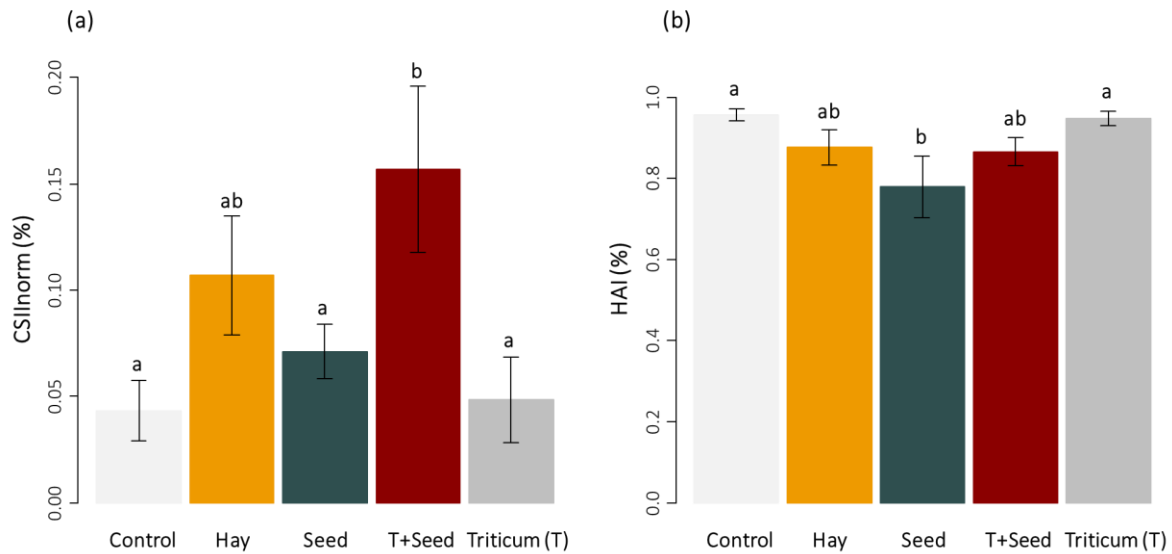 (a)
CSIInorm (%)
0.20
0.15
0.10
0.05
0.00
a
ab
a
b
a
Control Hay Seed T+Seed Triticum (T)
(b)
HAI (%)
1.0
0.8
0.6
0.4
0.2
0.0
a
ab
b
ab
a
Control Hay Seed T+Seed Triticum (T)